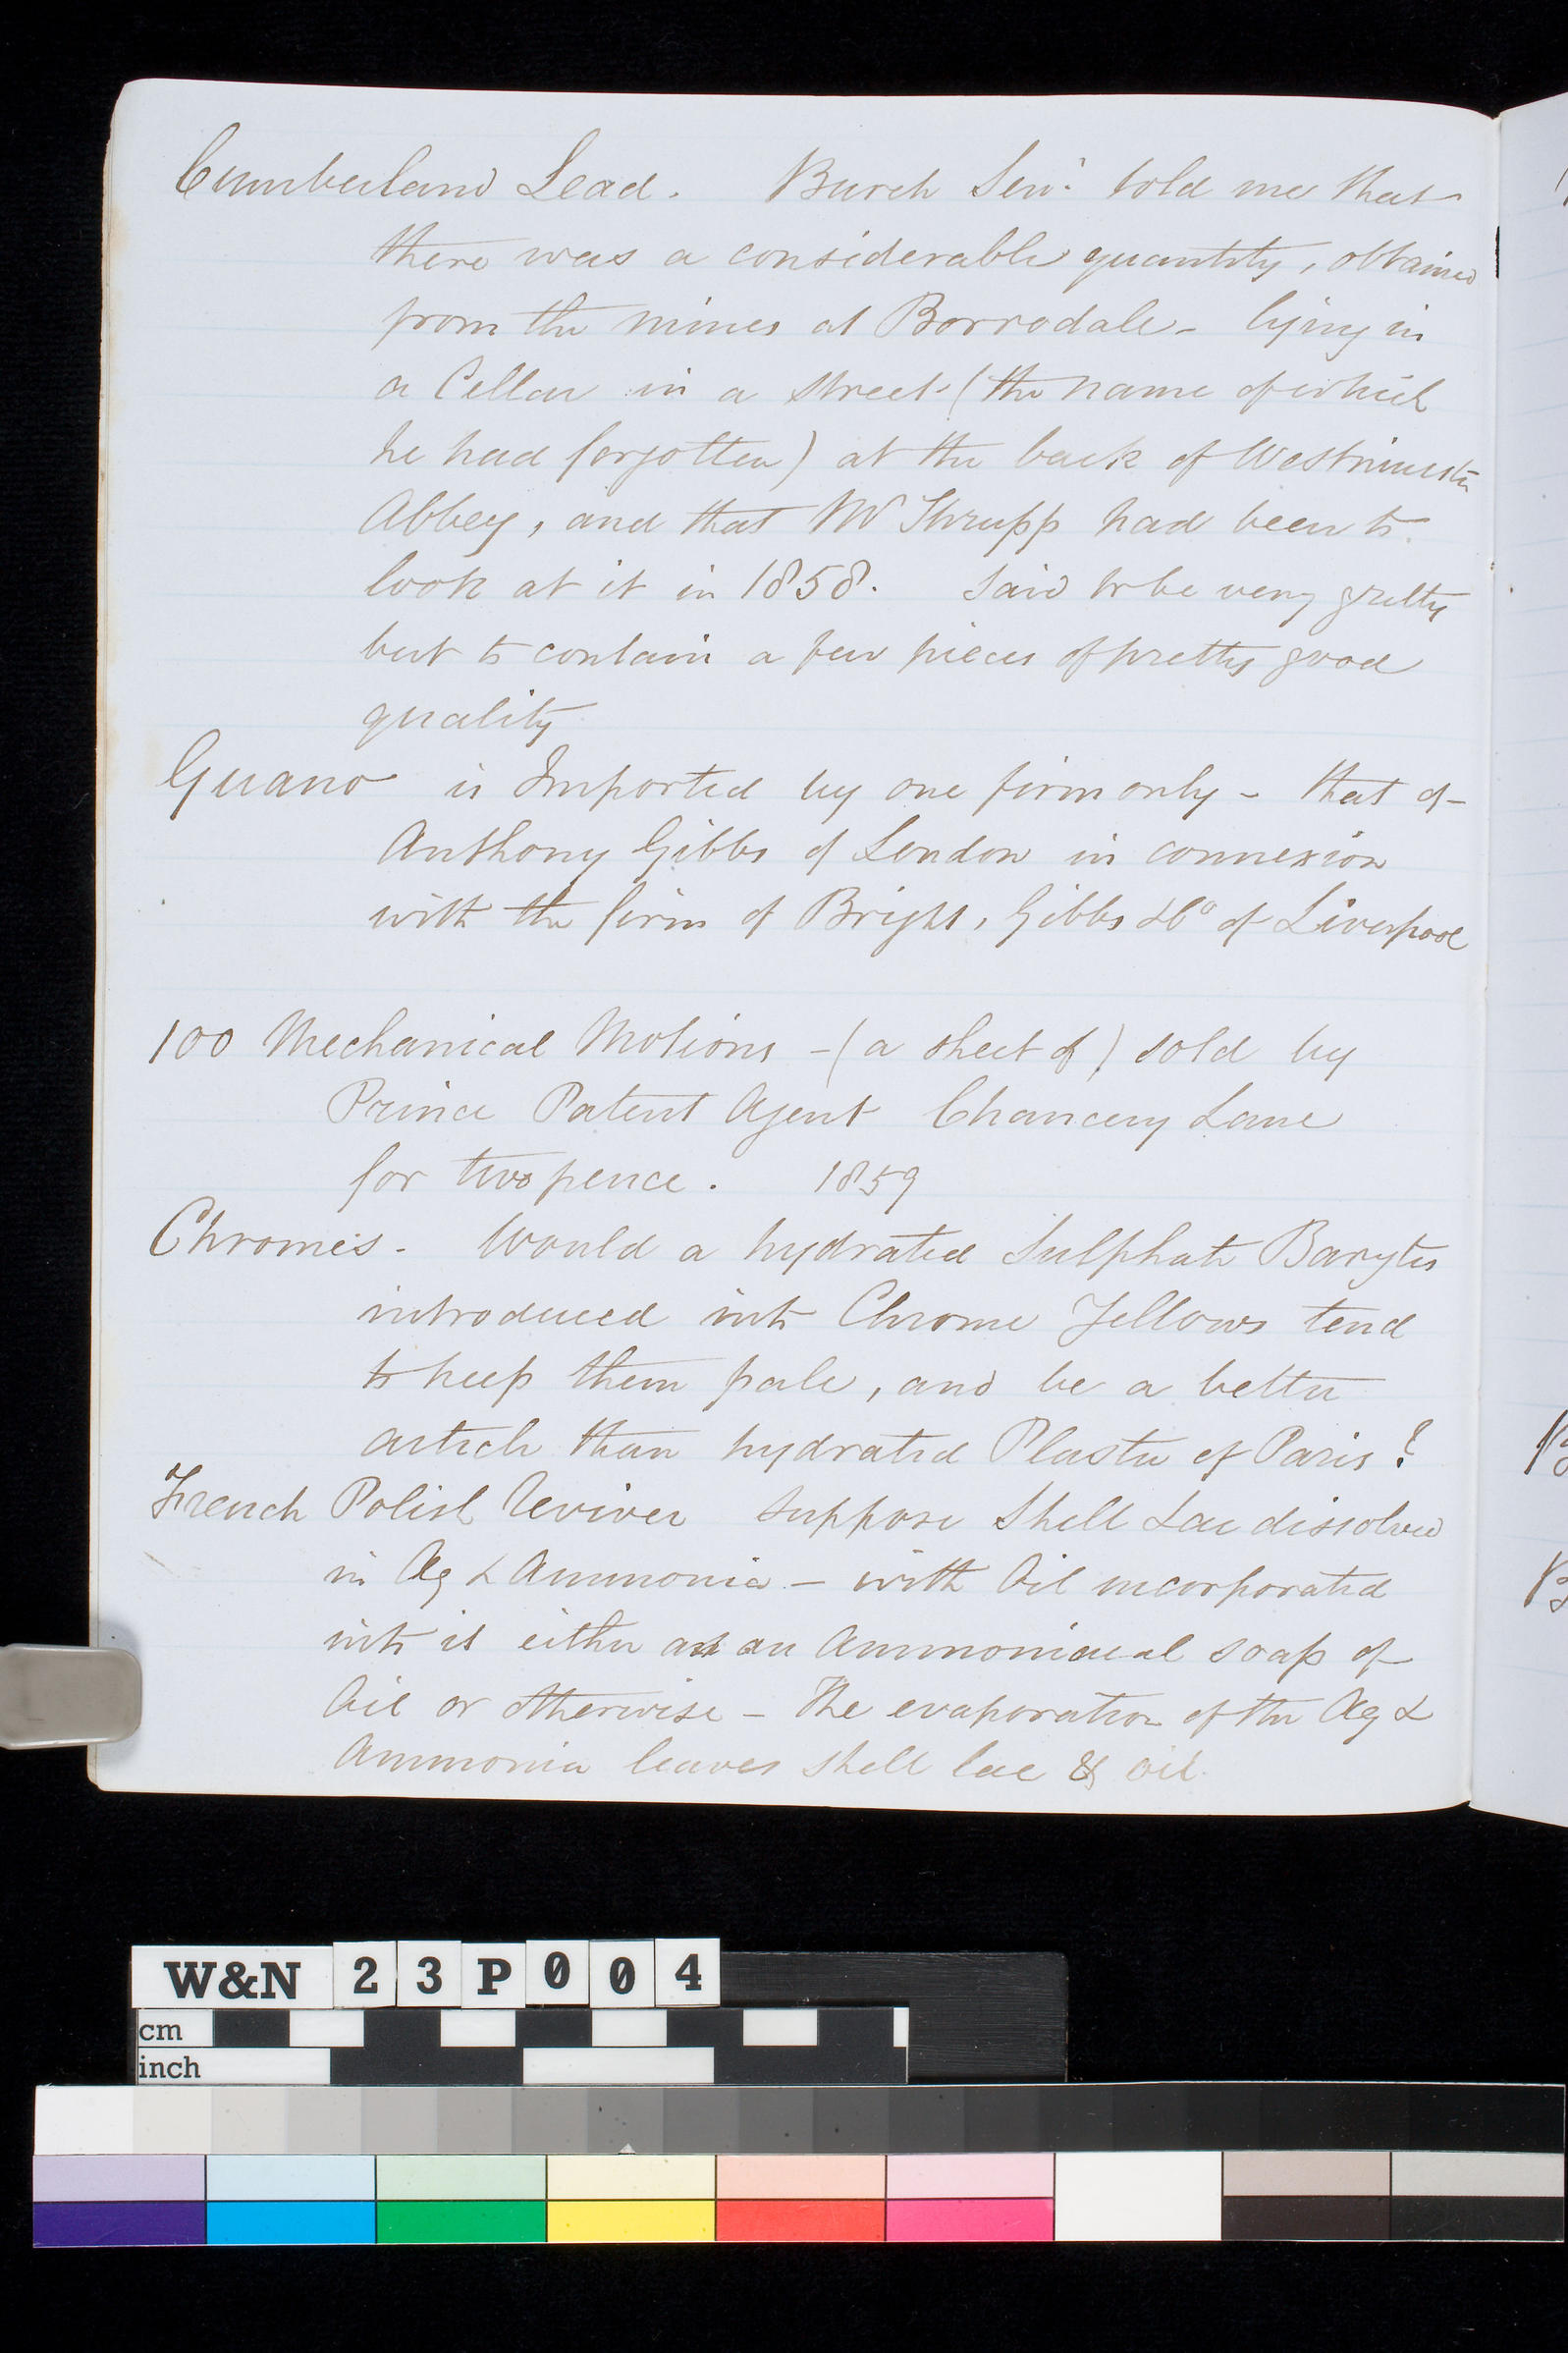 Cumberland Lead. Burch Senr told me that
there was a considerable quantity, obtained
from the mines at Borrodale - lying in
a Cellar in a street (the name of which
he had forgotten) at the back of Westminster
Abbey, and that Mr Thrupp had been to
look at it in 1858. Said to be very gritty
but to contain a few pieces of pretty good
quality
Guano is Imported by one firm only - that of
Anthony Gibbs of London in connexion
with the firm of Bright, Gibbs & Co of Liverpool
100 Mechanical Motions - (a sheet of) sold by
Prince Patent Agent Chancery Lane
for two pence. 1859
Chromes. Would a hydrated Sulphate Barytes
introduced into Chrome Yellows tend
to keep them pale, and be a better
article than hydrated Plaster of Paris?
French Polish Reviver Suppose Shell Lac dissolved
in Aq & Ammonia - with Oil incorporated
into it either as an Ammoniacal soap of
Oil or otherwise - The evaporation of the Aq &
Ammonia leaves shell lac & oil.
W&N 23P004
cm
inch